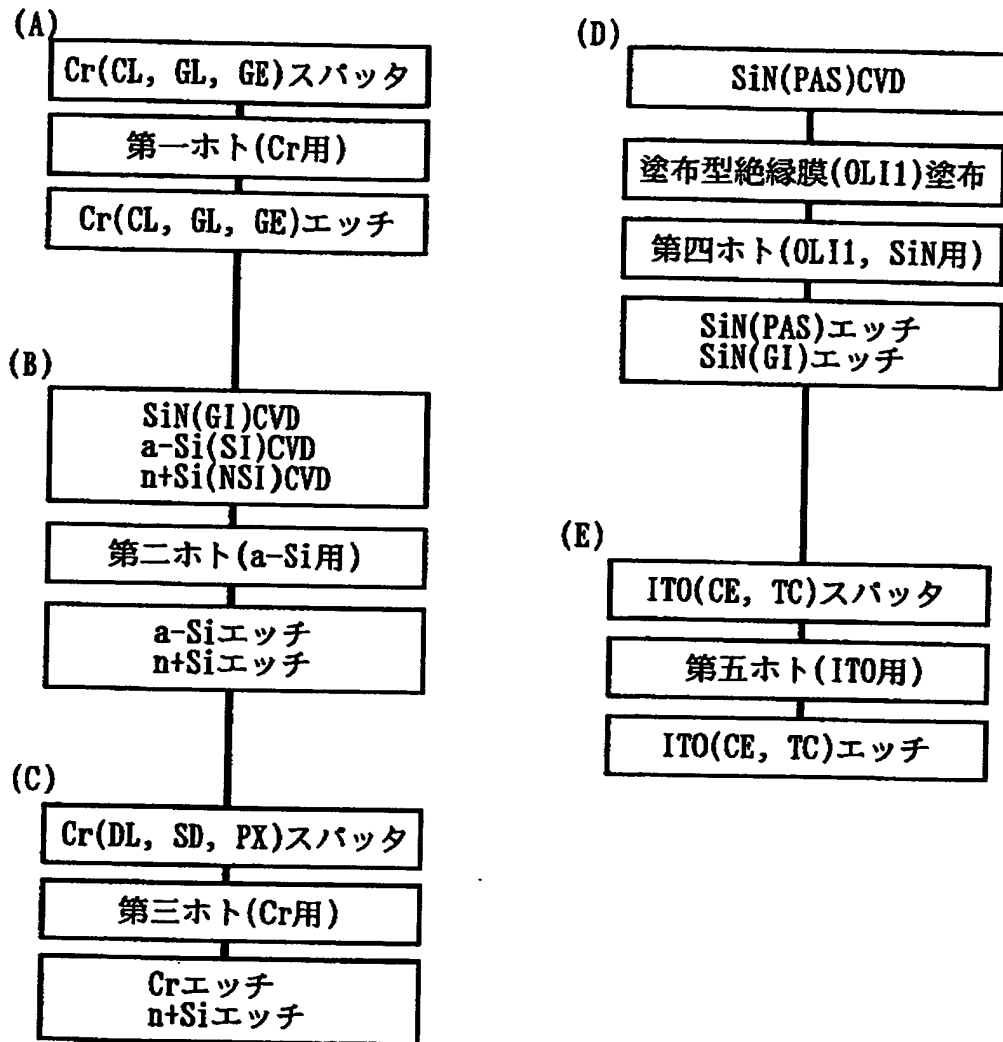 (A)
Cr(CL, GL, GE)スパッタ
第一ホト(Cr用)
Cr(CL, GL, GE)エッチ
(B)
SiN(GI)CVD
a-Si(SI)CVD
n+Si(NSI)CVD
第二ホト(a-Si用)
a-Siエッチ
n+Siエッチ
(C)
Cr(DL, SD, PX)スパッタ
第三ホト(Cr用)
Crエッチ
n+Siエッチ
(D)
SiN(PAS)CVD
塗布型絶縁膜(OLI1)塗布
第四ホト(OLI1, SiN用)
SiN(PAS)エッチ
SiN(GI)エッチ
(E)
ITO(CE, TC)スパッタ
第五ホト(ITO用)
ITO(CE, TC)エッチ